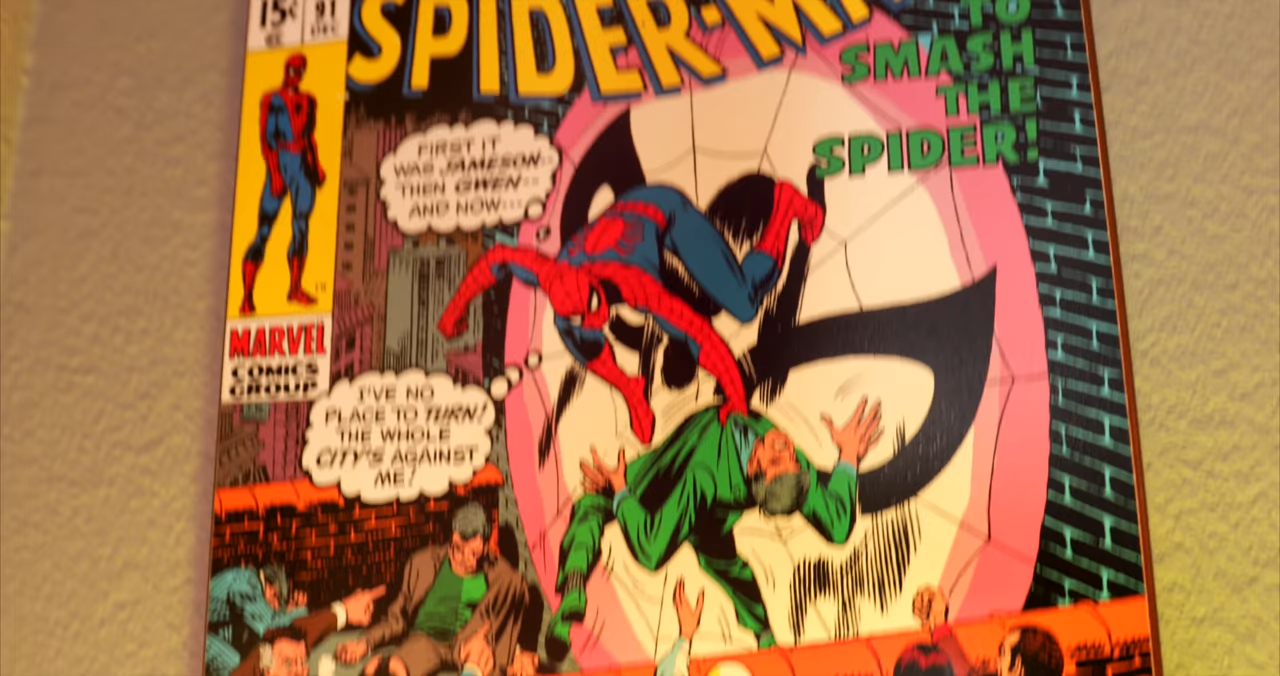 15¢
91
DEC
SPIDER-MAN
TO
SMASH
THE
SPIDER!
FIRST IT
WAS JAMESON--
THEN GWEN--
AND NOW---
MARVEL
COMICS
GROUP
I'VE NO
PLACE TO TURN!
THE WHOLE
CITY'S AGAINST
ME!